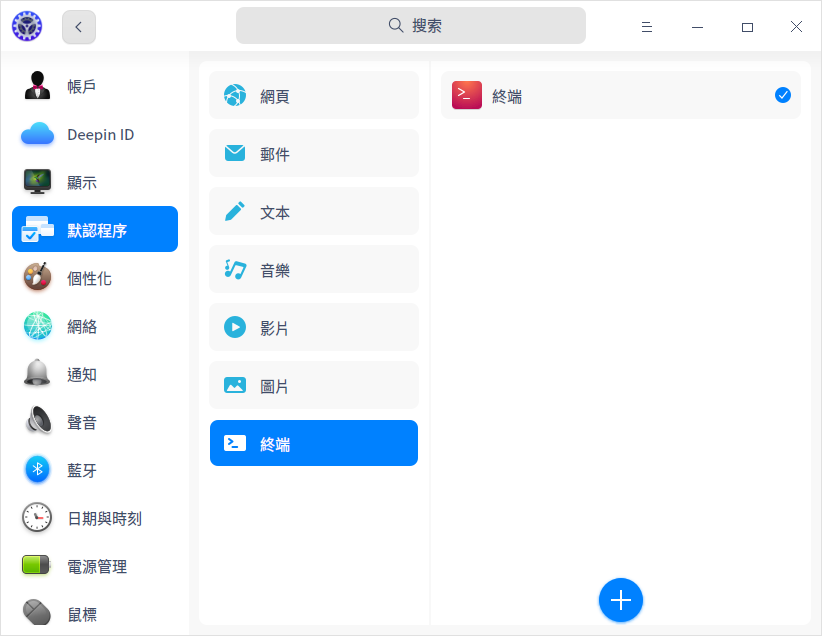 搜索
帳戶
Deepin ID
顯示
默認程序
個性化
網絡
通知
聲音
藍牙
日期與時刻
電源管理
鼠標
網頁
郵件
文本
音樂
影片
圖片
終端
終端